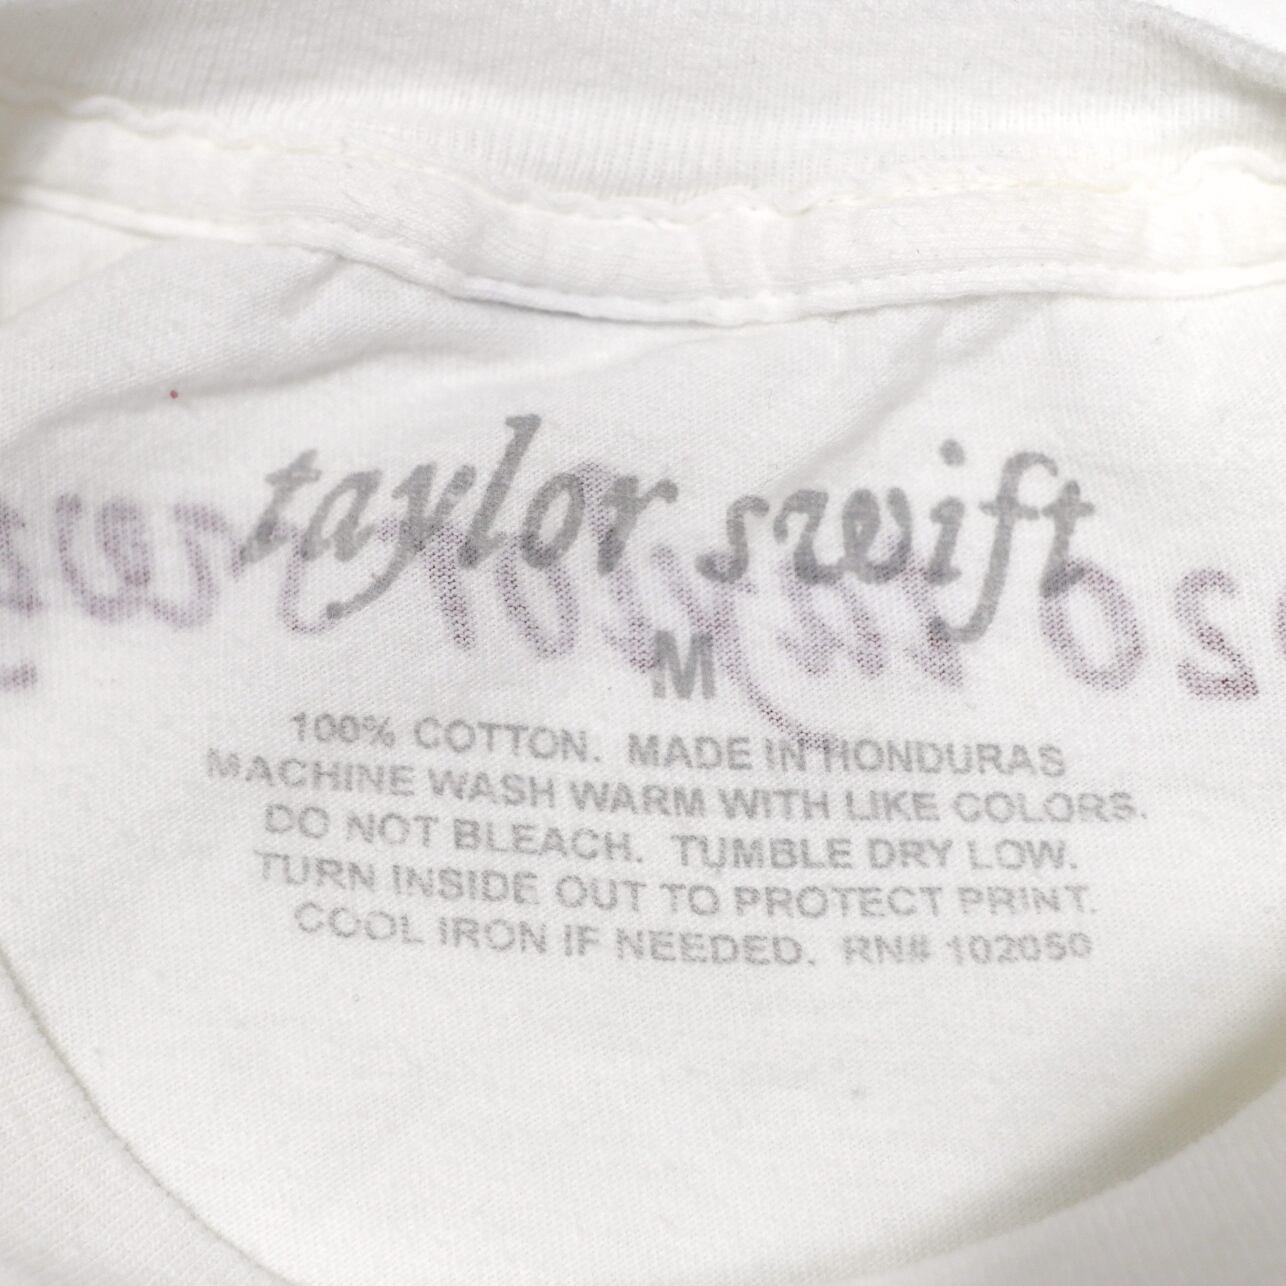 taylor swift
M
100% COTTON. MADE IN HONDURAS
MACHINE WASH WARM WITH LIKE COLORS.
DO NOT BLEACH. TUMBLE DRY LOW.
TURN INSIDE OUT TO PROTECT PRINT.
COOL IRON IF NEEDED. RN# 102050